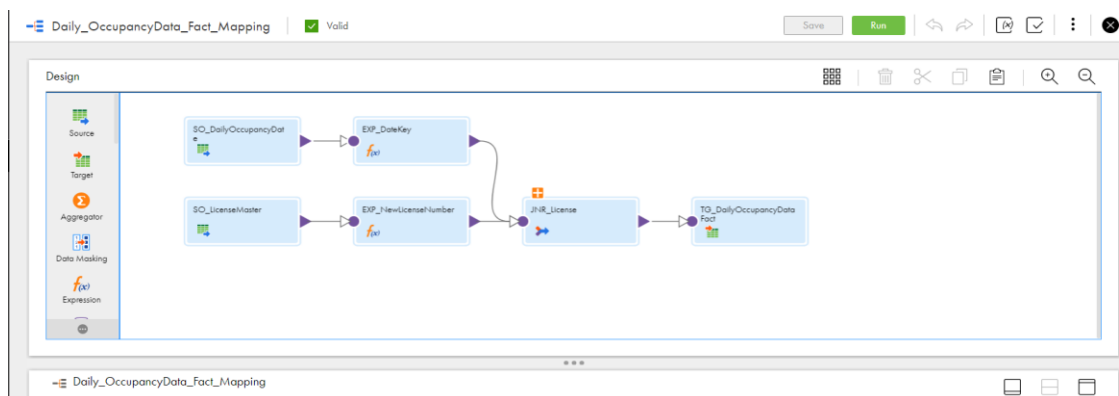 Daily_OccupancyData_Fact_Mapping
Valid
Save
Run
Design
Source
Target
Aggregator
Data Masking
f(x)
Expression
SO_DailyOccupancyDat
e
EXP_DateKey
f(x)
SO_LicenseMaster
EXP_NewLicenseNumber
f(x)
JNR_License
TG_DailyOccupancyData
Fact
Daily_OccupancyData_Fact_Mapping